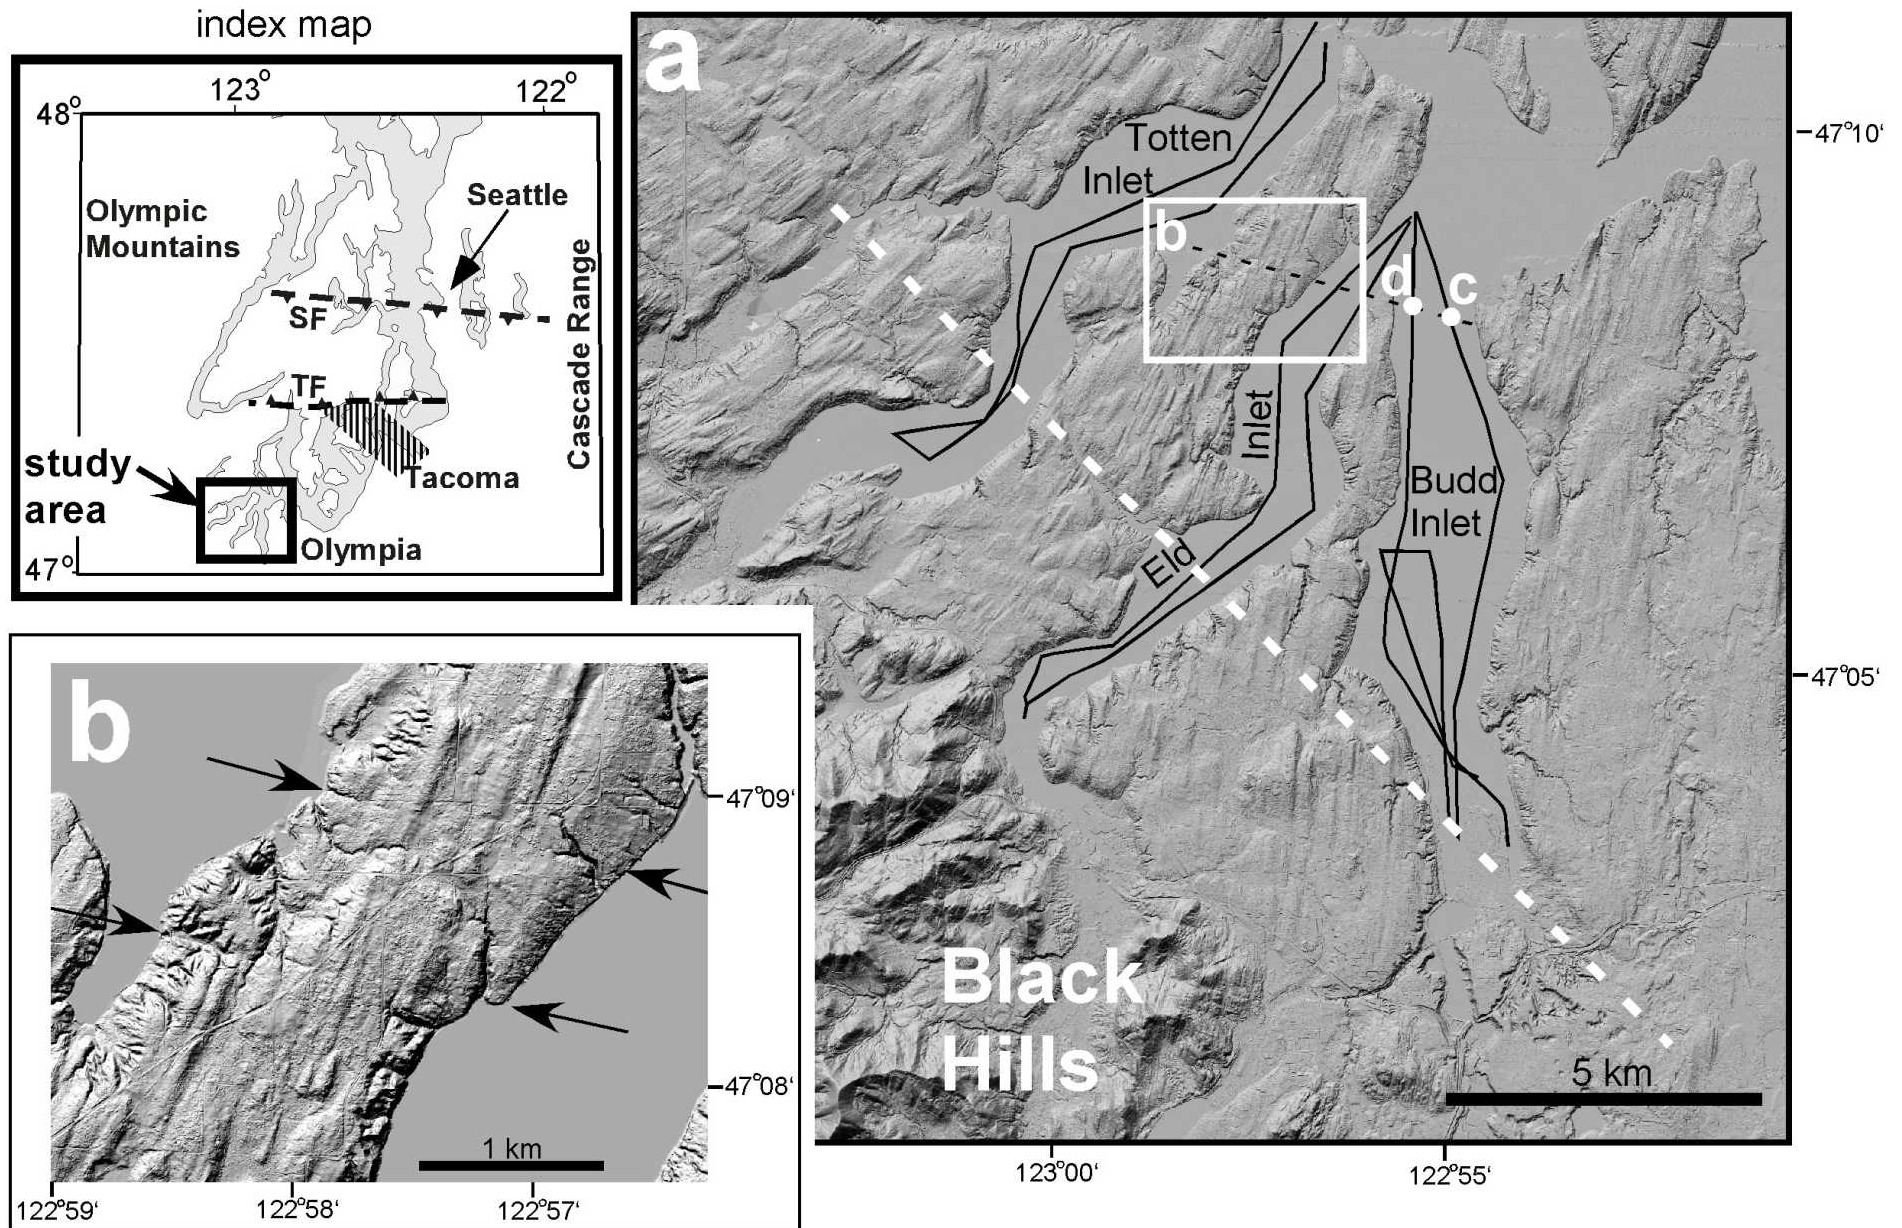 index map
123°
122°
48°
Olympic
Mountains
Seattle
SF
TF
Cascade Range
study
area
Tacoma
Olympia
47°
a
Totten
Inlet
b
d
c
Inlet
Budd
Inlet
Eld
Black
Hills
5 km
47°10'
47°05'
123°00'
122°55'
b
47°09'
47°08'
1 km
122°59'
122°58'
122°57'